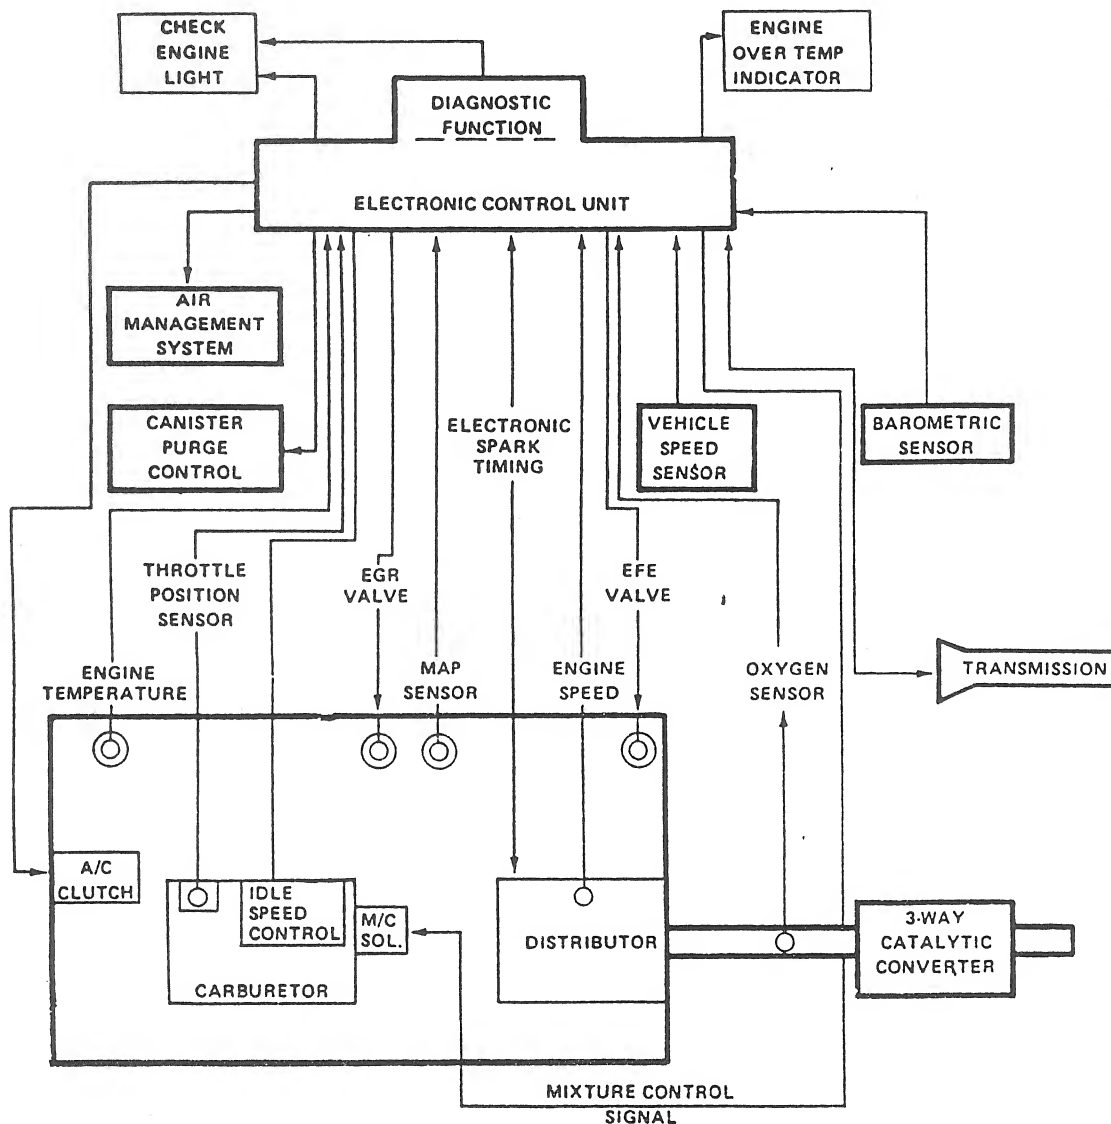 CHECK
ENGINE
LIGHT
ENGINE
OVER TEMP
INDICATOR
DIAGNOSTIC
FUNCTION
ELECTRONIC CONTROL UNIT
AIR
MANAGEMENT
SYSTEM
CANISTER
PURGE
CONTROL
ELECTRONIC
SPARK
TIMING
VEHICLE
SPEED
SENSOR
BAROMETRIC
SENSOR
THROTTLE
POSITION
SENSOR
EGR
VALVE
EFE
VALVE
ENGINE
TEMPERATURE
MAP
SENSOR
ENGINE
SPEED
OXYGEN
SENSOR
TRANSMISSION
A/C
CLUTCH
IDLE
SPEED
CONTROL
M/C
SOL.
CARBURETOR
DISTRIBUTOR
3-WAY
CATALYTIC
CONVERTER
MIXTURE CONTROL
SIGNAL